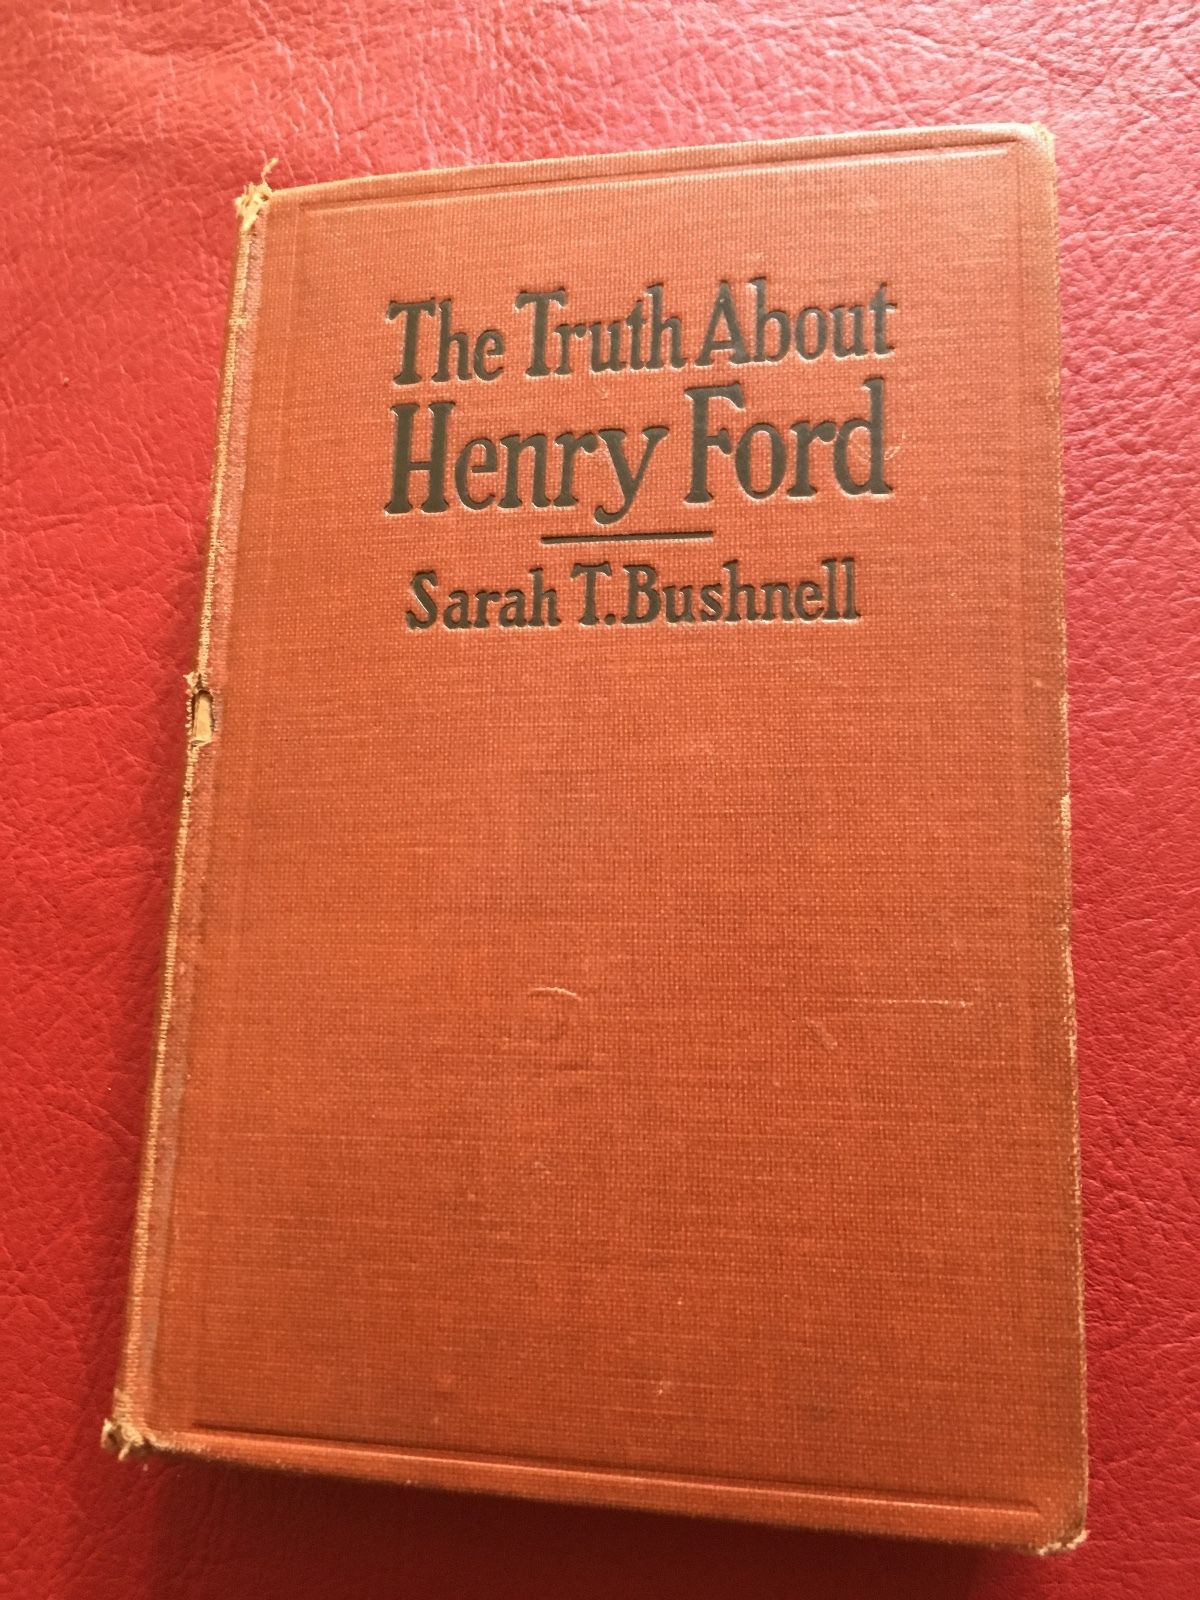 The Truth About
Henry Ford
Sarah T. Bushnell